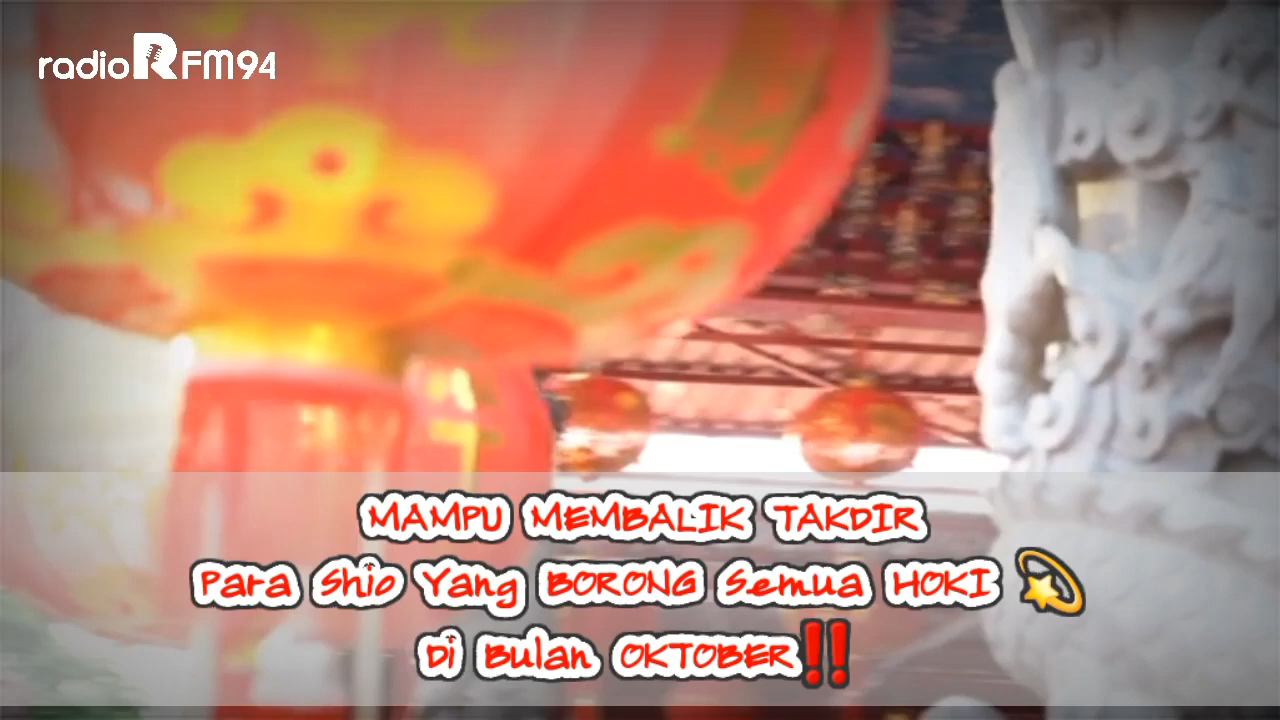 radioRFM94
MAMPU MEMBALIK TAKDIR
Para Shio Yang BORONG Semua HOKI 💫
Di Bulan OKTOBER‼️